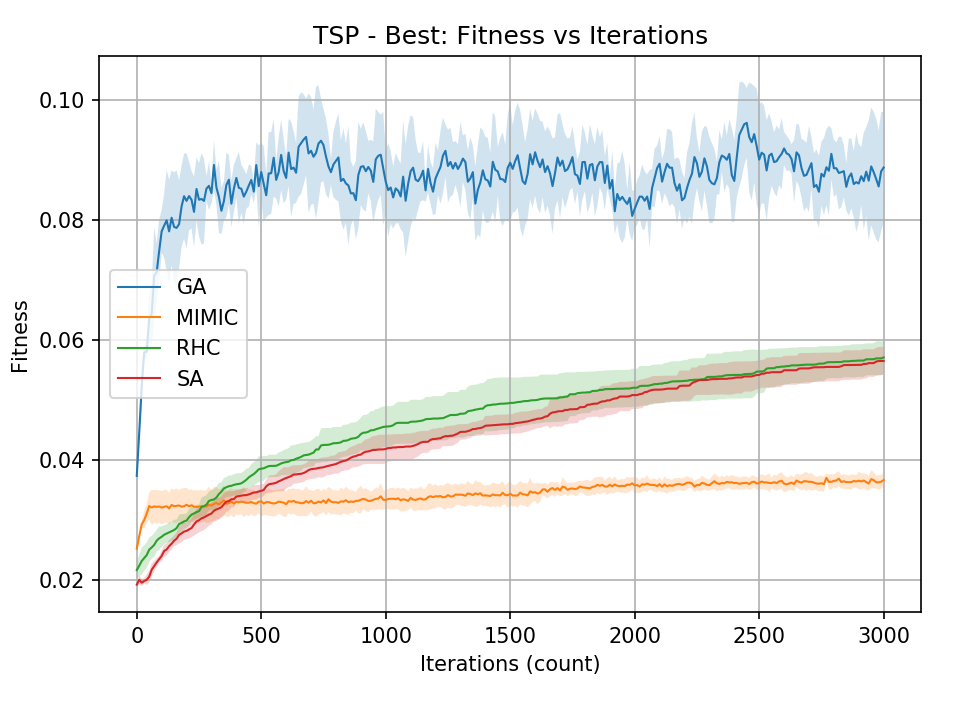 TSP - Best: Fitness vs Iterations
Fitness
0.10
0.08
0.06
0.04
0.02
GA
MIMIC
RHC
SA
0 500 1000 1500 2000 2500 3000
Iterations (count)